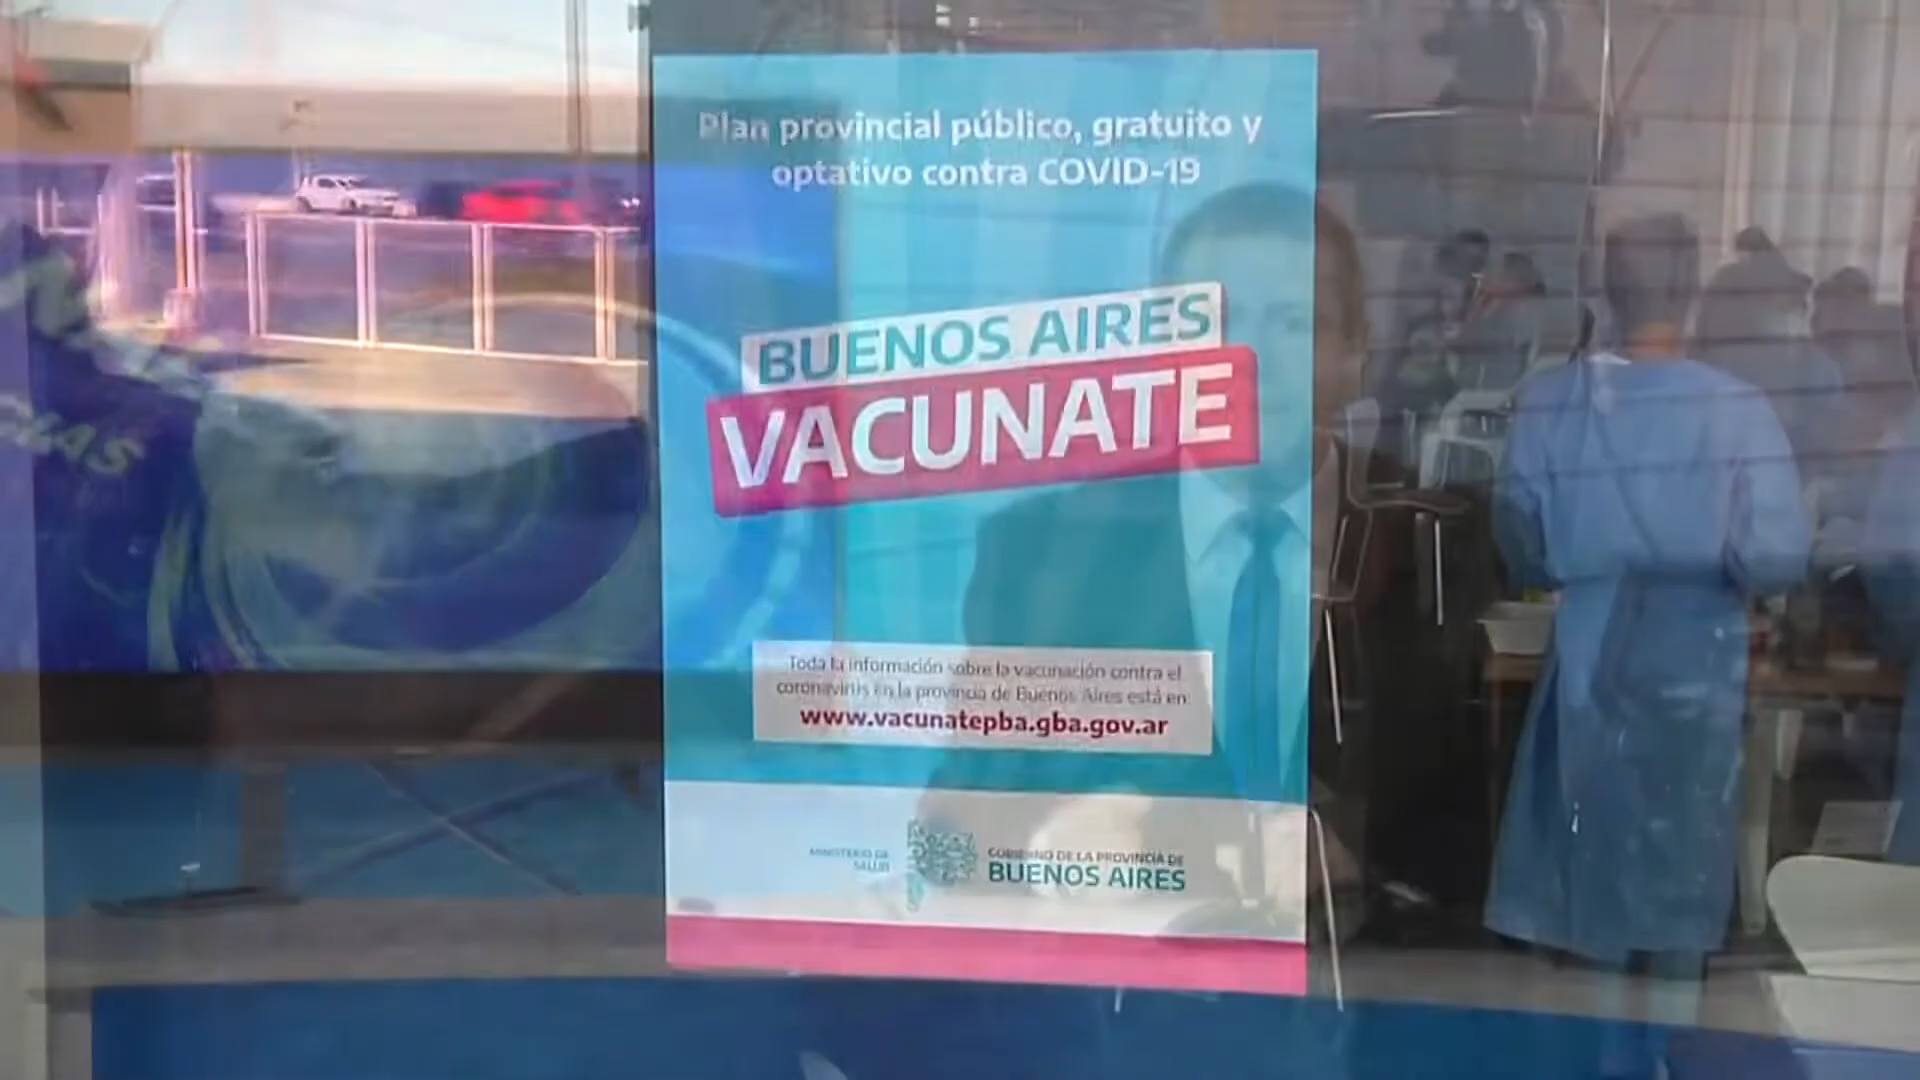 Plan provincial público, gratuito y
optativo contra COVID-19
BUENOS AIRES
VACUNATE
Toda la información sobre la vacunación contra el
coronavirus en la provincia de Buenos Aires está en:
www.vacunatepba.gba.gov.ar
MINISTERIO DE
SALUD
GOBIERNO DE LA PROVINCIA DE
BUENOS AIRES